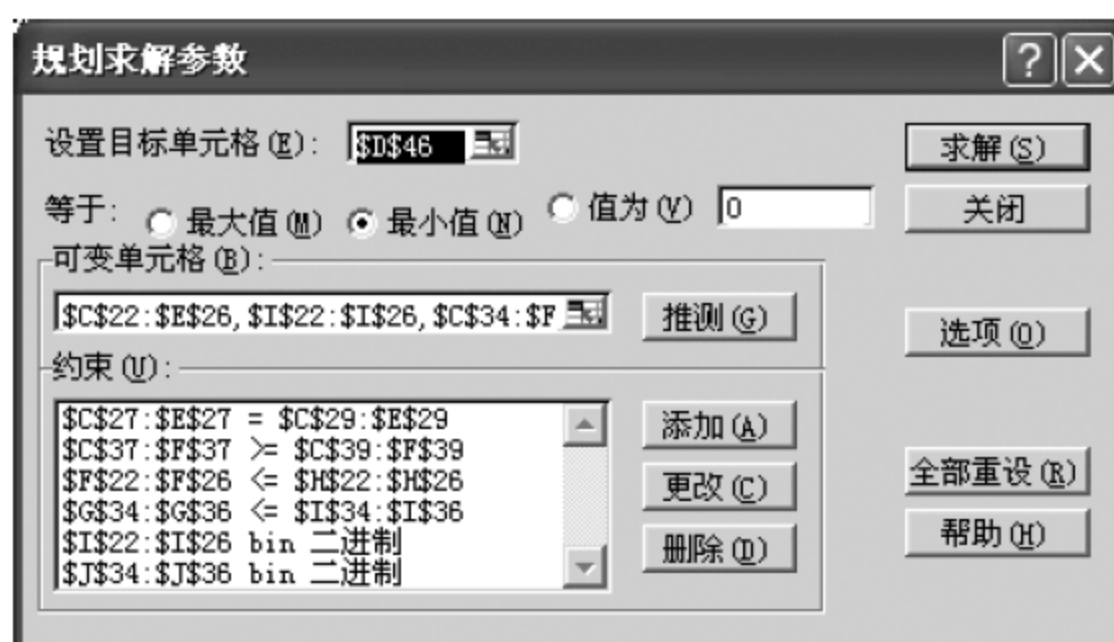 规划求解参数
设置目标单元格(E): $D$46
求解(S)
等于: 最大值(M) 最小值(N) 值为(V) 0
关闭
可变单元格(B):
$C$22:$E$26,$I$22:$I$26,$C$34:$F
推测(G)
选项(O)
约束(U):
$C$27:$E$27 = $C$29:$E$29
$C$37:$F$37 >= $C$39:$F$39
$F$22:$F$26 <= $H$22:$H$26
$G$34:$G$36 <= $I$34:$I$36
$I$22:$I$26 bin 二进制
$J$34:$J$36 bin 二进制
添加(A)
更改(C)
删除(D)
全部重设(R)
帮助(H)